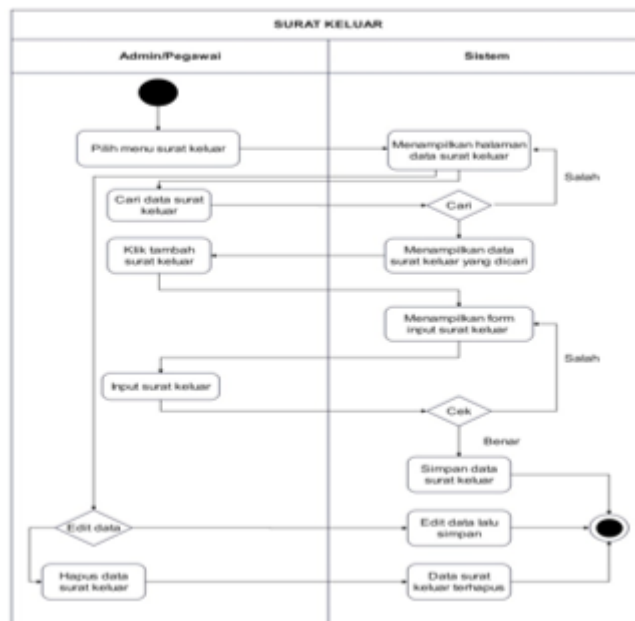 SURAT KELUAR
Admin/Pegawai
Sistem
Pilih menu surat keluar
Menampilkan halaman
data surat keluar
Salah
Cari data surat
keluar
Cari
Klik tambah
surat keluar
Menampilkan data
surat keluar yang dicari
Menampilkan form
input surat keluar
Salah
Input surat keluar
Cek
Benar
Simpan data
surat keluar
Edit data
Edit data lalu
simpan
Hapus data
surat keluar
Data surat
keluar terhapus